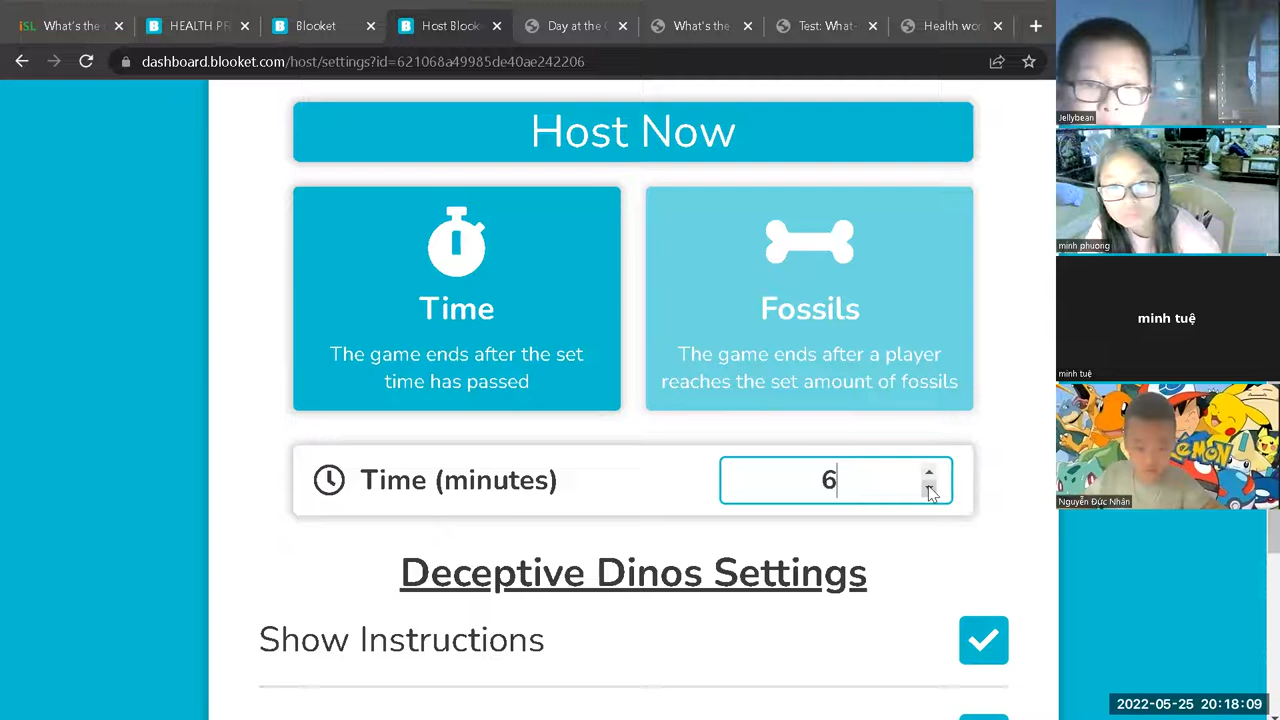 iSL What's the
HEALTH PR
Blooket
Host Blook
Day at the
What's the
Test: What-
Health wo
dashboard.blooket.com/host/settings?id=621068a49985de40ae242206
Host Now
Time
The game ends after the set
time has passed
Fossils
The game ends after a player
reaches the set amount of fossils
Time (minutes)
6
Deceptive Dinos Settings
Show Instructions
Jellybean
minh phuong
minh tuệ
minh tuệ
POKÉMON
Nguyễn Đức Nhân
2022-05-25 20:18:09